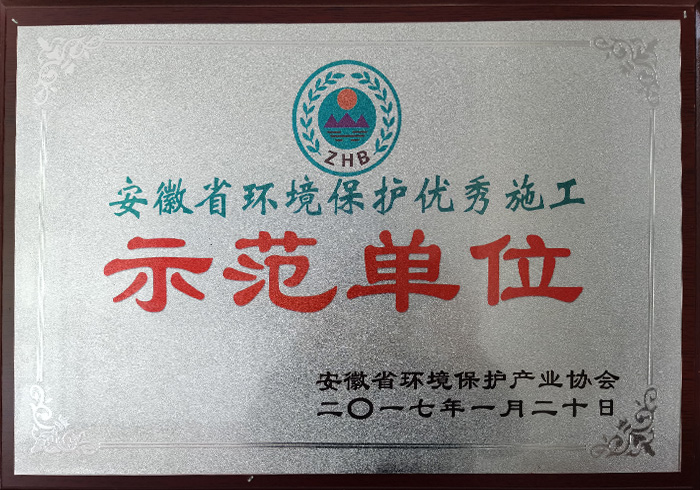 ZHB
安徽省环境保护优秀施工
示范单位
安徽省环境保护产业协会
二〇一七年一月二十日